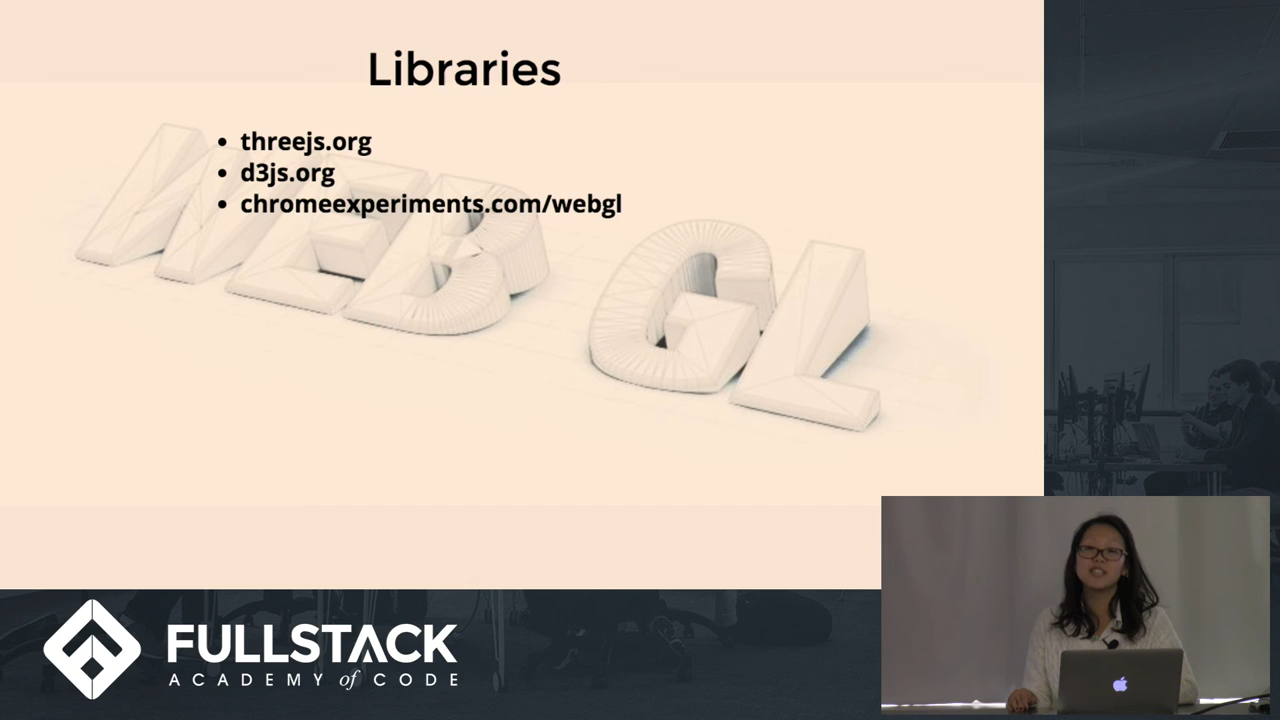 Libraries
threejs.org
d3js.org
chromeexperiments.com/webgl
WEB GL
FULLSTACK
ACADEMY of CODE